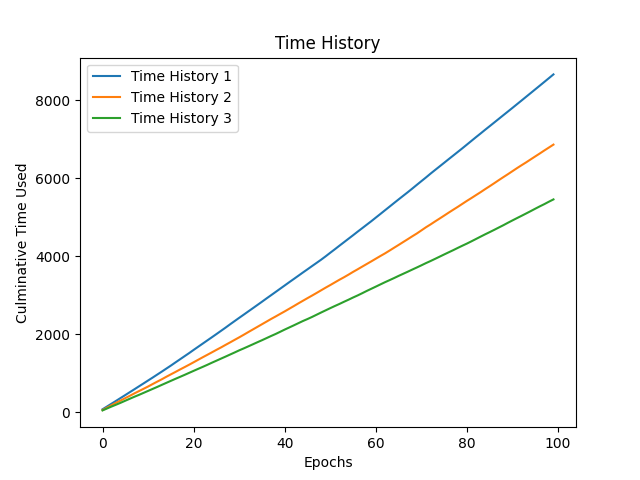 Time History
Time History 1
Time History 2
Time History 3
Culminative Time Used
8000
6000
4000
2000
0
0 20 40 60 80 100
Epochs